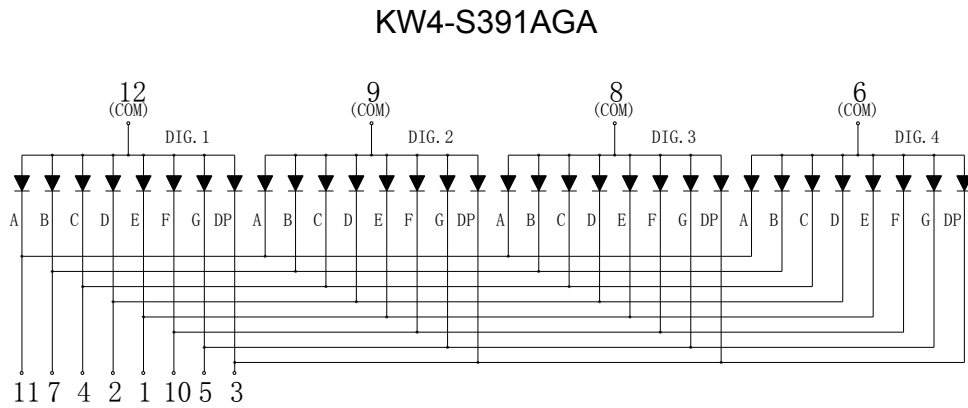 KW4-S391AGA
12 9 8 6
(COM) (COM) (COM) (COM)
DIG.1 DIG.2 DIG.3 DIG.4
A B C D E F G DP A B C D E F G DP A B C D E F G DP A B C D E F G DP
11 7 4 2 1 10 5 3